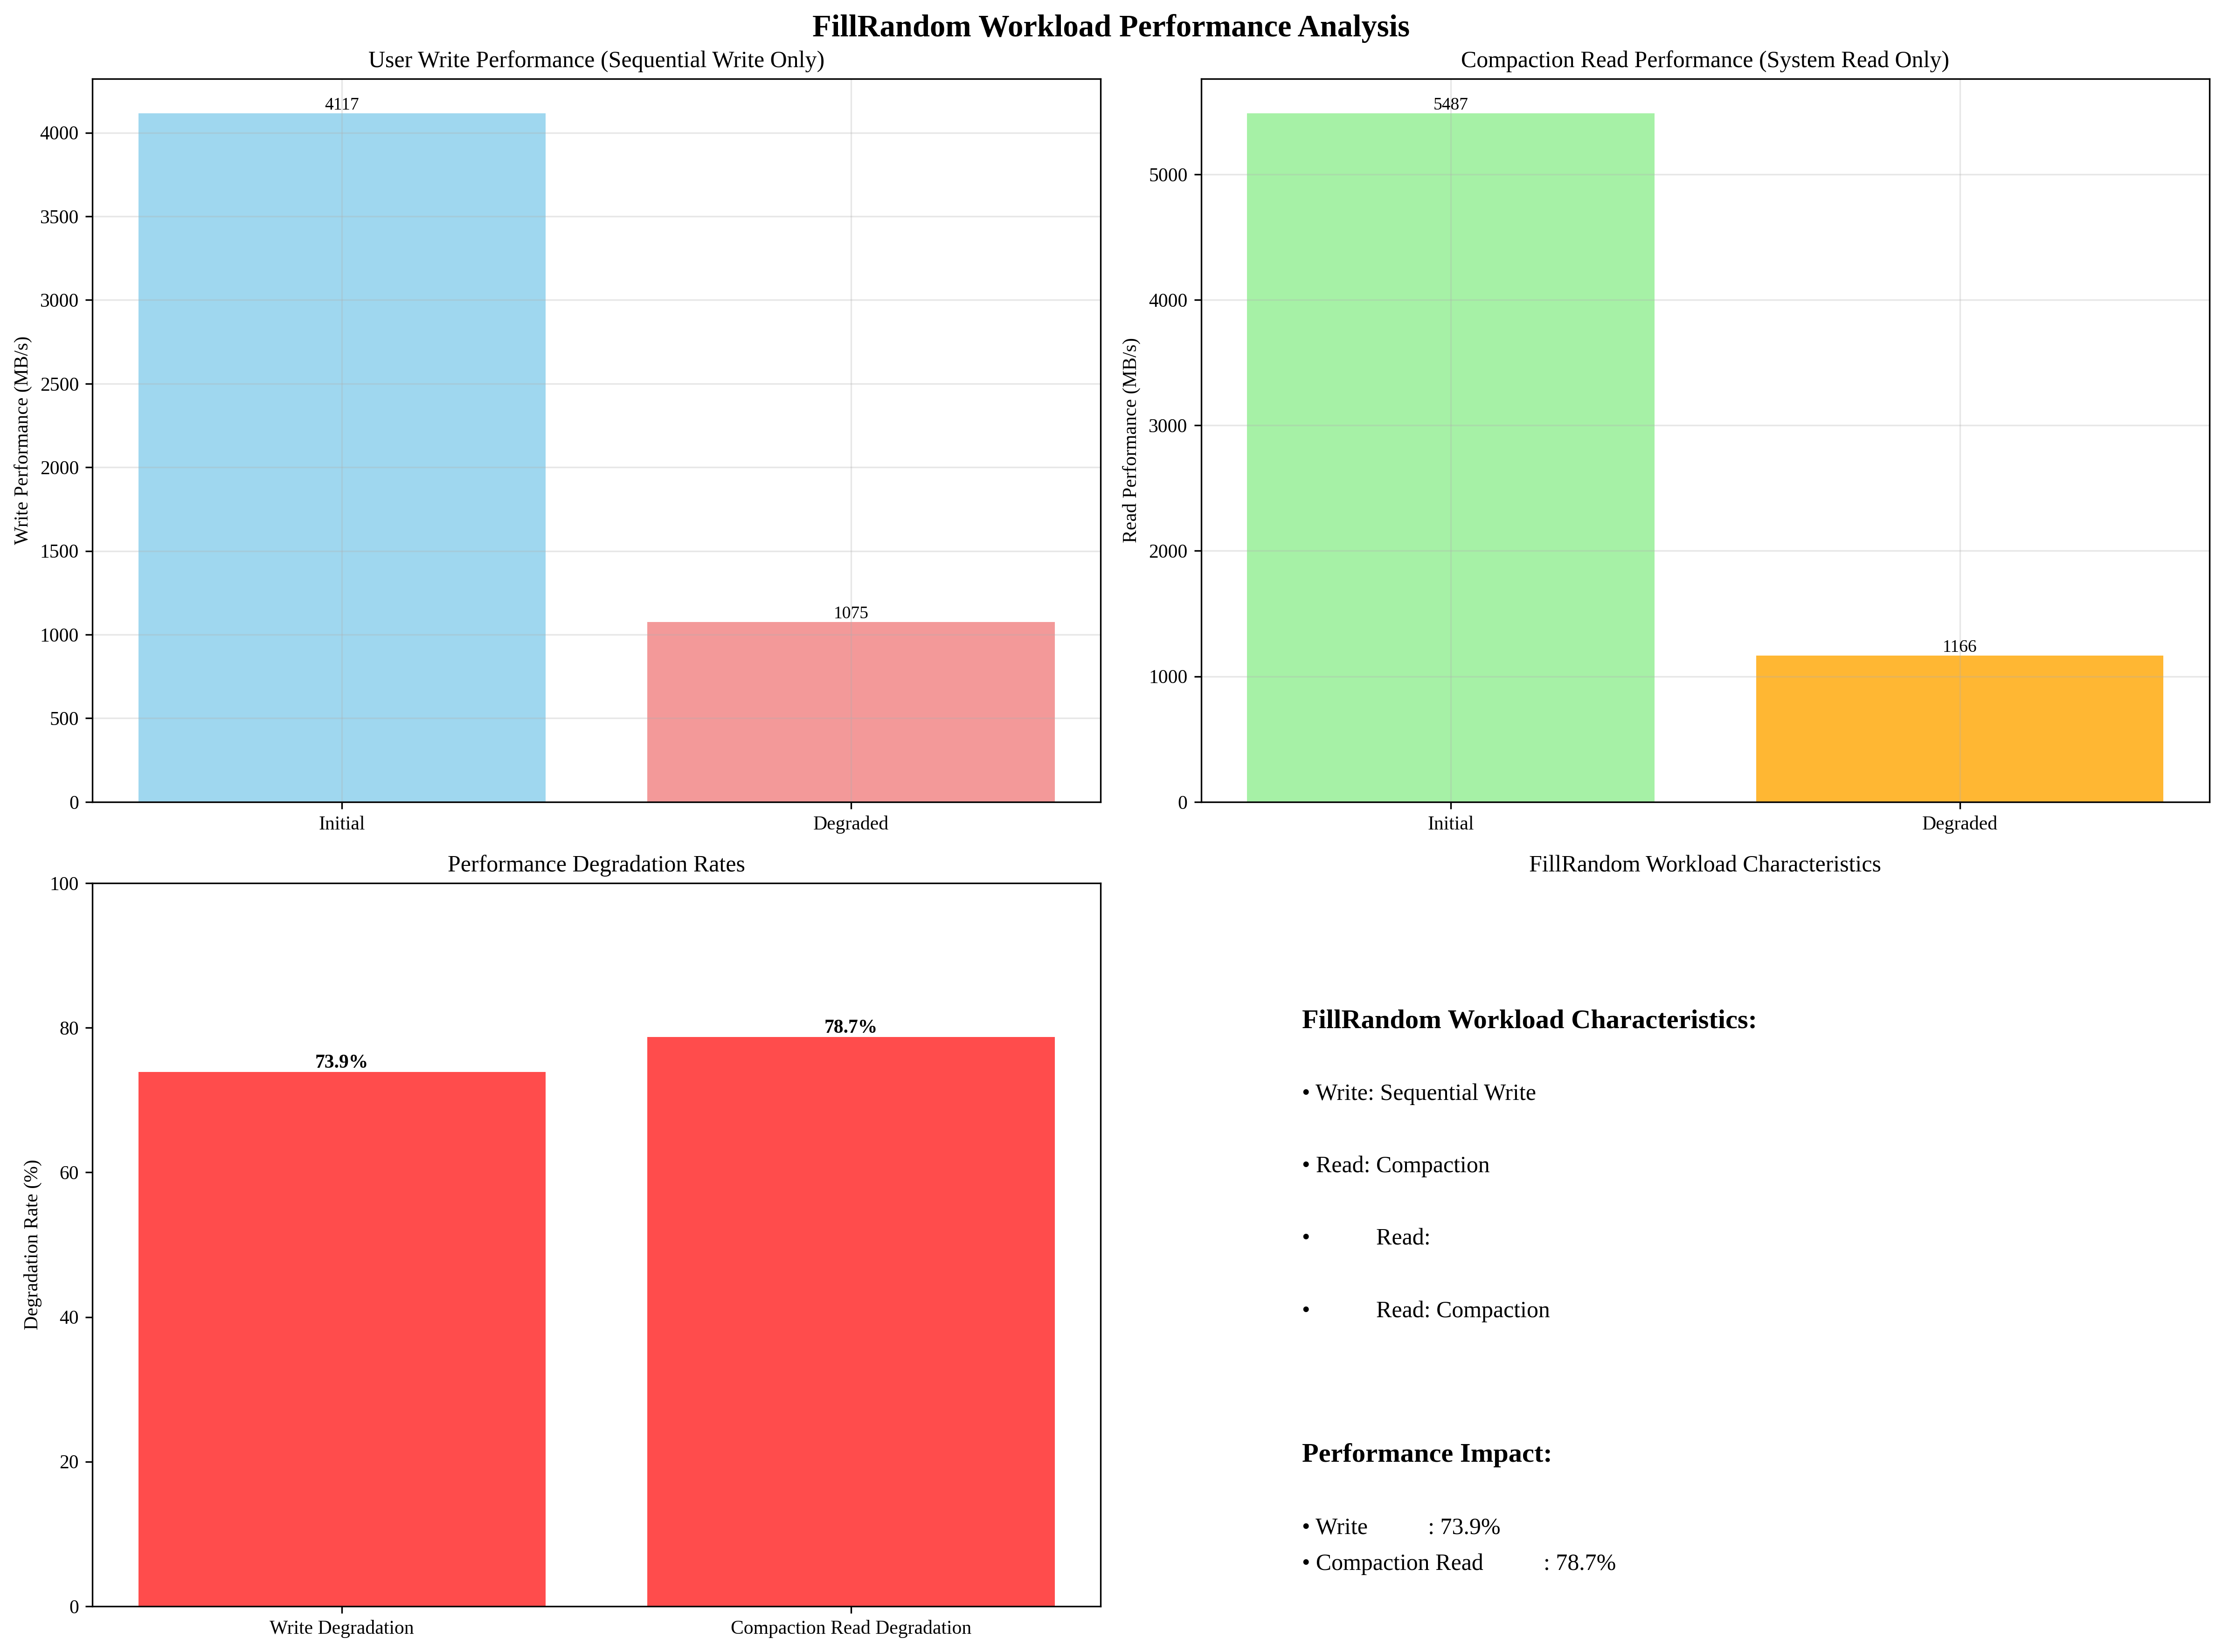 FillRandom Workload Performance Analysis
User Write Performance (Sequential Write Only)
Write Performance (MB/s)
4000
3500
3000
2500
2000
1500
1000
500
0
4117
1075
Initial
Degraded
Compaction Read Performance (System Read Only)
Read Performance (MB/s)
5000
4000
3000
2000
1000
0
5487
1166
Initial
Degraded
Performance Degradation Rates
Degradation Rate (%)
100
80
60
40
20
0
73.9%
78.7%
Write Degradation
Compaction Read Degradation
FillRandom Workload Characteristics
FillRandom Workload Characteristics:
• Write: Sequential Write
• Read: Compaction
• Read:
• Read: Compaction
Performance Impact:
• Write : 73.9%
• Compaction Read : 78.7%